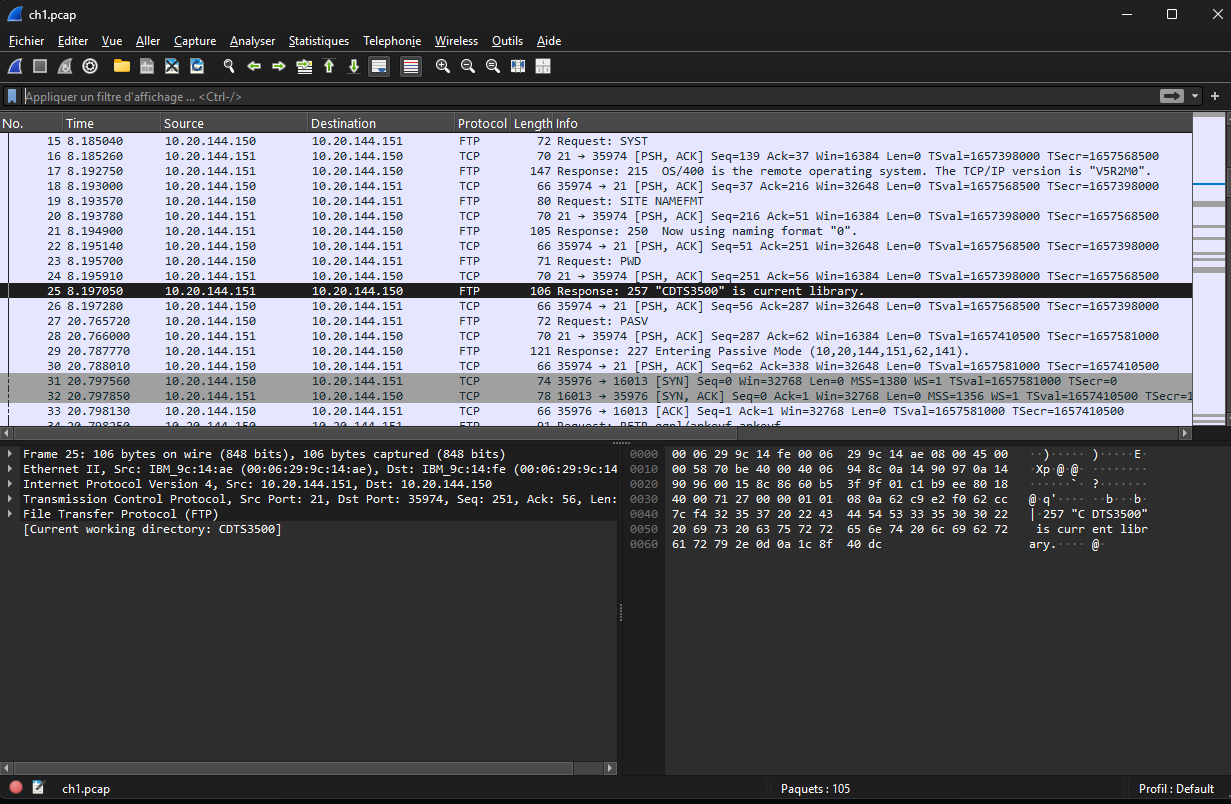 ch1.pcap
Fichier Editer Vue Aller Capture Analyser Statistiques Telephonie Wireless Outils Aide
Appliquer un filtre d'affichage ... <Ctrl-/>
No. Time Source Destination Protocol Length Info
15 8.185040 10.20.144.150 10.20.144.151 FTP 72 Request: SYST
16 8.185260 10.20.144.151 10.20.144.150 TCP 70 21 → 35974 [PSH, ACK] Seq=139 Ack=37 Win=16384 Len=0 TSval=1657398000 TSecr=1657568500
17 8.192750 10.20.144.151 10.20.144.150 FTP 147 Response: 215  OS/400 is the remote operating system. The TCP/IP version is "V5R2M0".
18 8.193000 10.20.144.150 10.20.144.151 TCP 66 35974 → 21 [PSH, ACK] Seq=37 Ack=216 Win=32648 Len=0 TSval=1657568500 TSecr=1657398000
19 8.193570 10.20.144.150 10.20.144.151 FTP 80 Request: SITE NAMEFMT
20 8.193780 10.20.144.151 10.20.144.150 TCP 70 21 → 35974 [PSH, ACK] Seq=216 Ack=51 Win=16384 Len=0 TSval=1657398000 TSecr=1657568500
21 8.194900 10.20.144.151 10.20.144.150 FTP 105 Response: 250  Now using naming format "0".
22 8.195140 10.20.144.150 10.20.144.151 TCP 66 35974 → 21 [PSH, ACK] Seq=51 Ack=251 Win=32648 Len=0 TSval=1657568500 TSecr=1657398000
23 8.195700 10.20.144.150 10.20.144.151 FTP 71 Request: PWD
24 8.195910 10.20.144.151 10.20.144.150 TCP 70 21 → 35974 [PSH, ACK] Seq=251 Ack=56 Win=16384 Len=0 TSval=1657398000 TSecr=1657568500
25 8.197050 10.20.144.151 10.20.144.150 FTP 106 Response: 257 "CDTS3500" is current library.
26 8.197280 10.20.144.150 10.20.144.151 TCP 66 35974 → 21 [PSH, ACK] Seq=56 Ack=287 Win=32648 Len=0 TSval=1657568500 TSecr=1657398000
27 20.765720 10.20.144.150 10.20.144.151 FTP 72 Request: PASV
28 20.766000 10.20.144.151 10.20.144.150 TCP 70 21 → 35974 [PSH, ACK] Seq=287 Ack=62 Win=16384 Len=0 TSval=1657410500 TSecr=1657581000
29 20.787770 10.20.144.151 10.20.144.150 FTP 121 Response: 227 Entering Passive Mode (10,20,144,151,62,141).
30 20.788010 10.20.144.150 10.20.144.151 TCP 66 35974 → 21 [PSH, ACK] Seq=62 Ack=338 Win=32648 Len=0 TSval=1657581000 TSecr=1657410500
31 20.797560 10.20.144.150 10.20.144.151 TCP 74 35976 → 16013 [SYN] Seq=0 Win=32768 Len=0 MSS=1380 WS=1 TSval=1657581000 TSecr=0
32 20.797850 10.20.144.151 10.20.144.150 TCP 78 16013 → 35976 [SYN, ACK] Seq=0 Ack=1 Win=32768 Len=0 MSS=1356 WS=1 TSval=1657410500 TSecr=1
33 20.798130 10.20.144.150 10.20.144.151 TCP 66 35976 → 16013 [ACK] Seq=1 Ack=1 Win=32768 Len=0 TSval=1657581000 TSecr=1657410500
Frame 25: 106 bytes on wire (848 bits), 106 bytes captured (848 bits)
Ethernet II, Src: IBM_9c:14:ae (00:06:29:9c:14:ae), Dst: IBM_9c:14:fe (00:06:29:9c:14
Internet Protocol Version 4, Src: 10.20.144.151, Dst: 10.20.144.150
Transmission Control Protocol, Src Port: 21, Dst Port: 35974, Seq: 251, Ack: 56, Len:
File Transfer Protocol (FTP)
[Current working directory: CDTS3500]
0000 00 06 29 9c 14 fe 00 06 29 9c 14 ae 08 00 45 00 ··)····· )·····E·
0010 00 58 70 be 40 00 40 06 94 8c 0a 14 90 97 0a 14 ·Xp·@·@· ········
0020 90 96 00 15 8c 86 60 b5 3f 9f 01 c1 b9 ee 80 18 ······`· ?·······
0030 40 00 71 27 00 00 01 01 08 0a 62 c9 e2 f0 62 cc @·q'···· ··b···b·
0040 7c f4 32 35 37 20 22 43 44 54 53 33 35 30 30 22 |·257 "C DTS3500"
0050 20 69 73 20 63 75 72 72 65 6e 74 20 6c 69 62 72 is curr ent libr
0060 61 72 79 2e 0d 0a 1c 8f 40 dc ary.···· @·
ch1.pcap Paquets : 105 Profil : Default